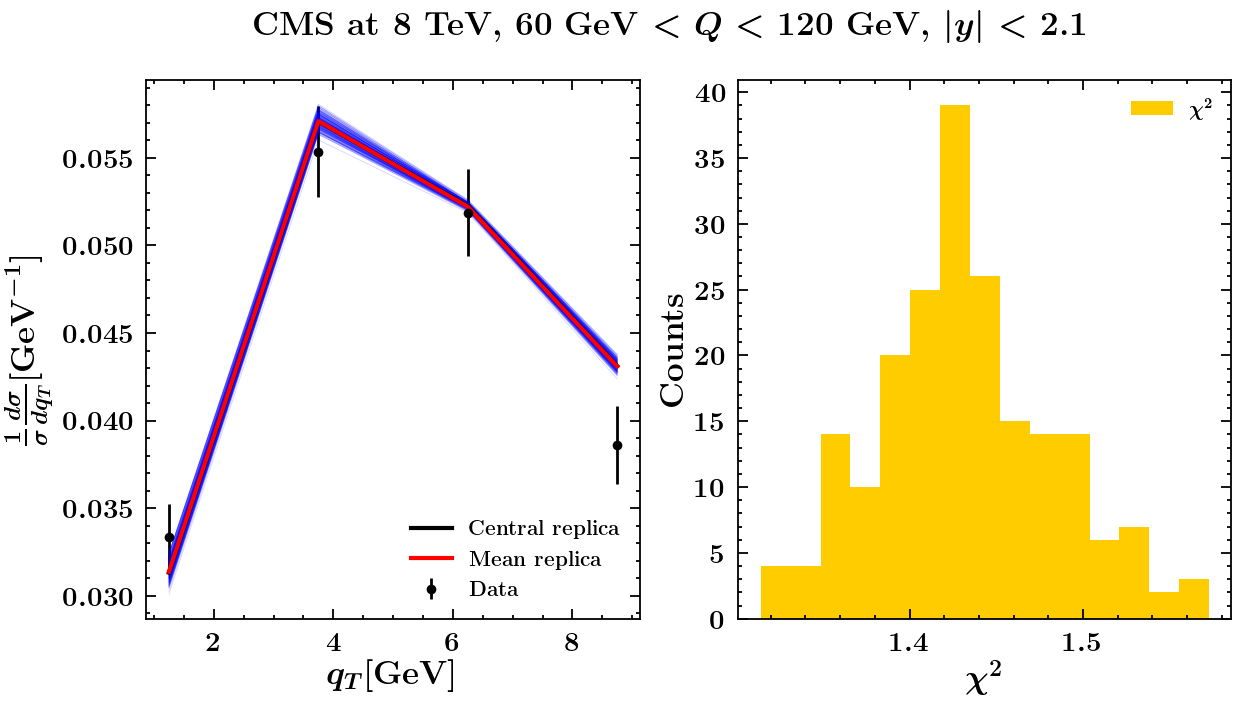 CMS at 8 TeV, 60 GeV < Q < 120 GeV, |y| < 2.1
1/σ dσ/dq_T [GeV⁻¹]
0.055
0.050
0.045
0.040
0.035
0.030
2 4 6 8
q_T[GeV]
Central replica
Mean replica
Data
Counts
40
35
30
25
20
15
10
5
0
1.4 1.5
χ²
χ²